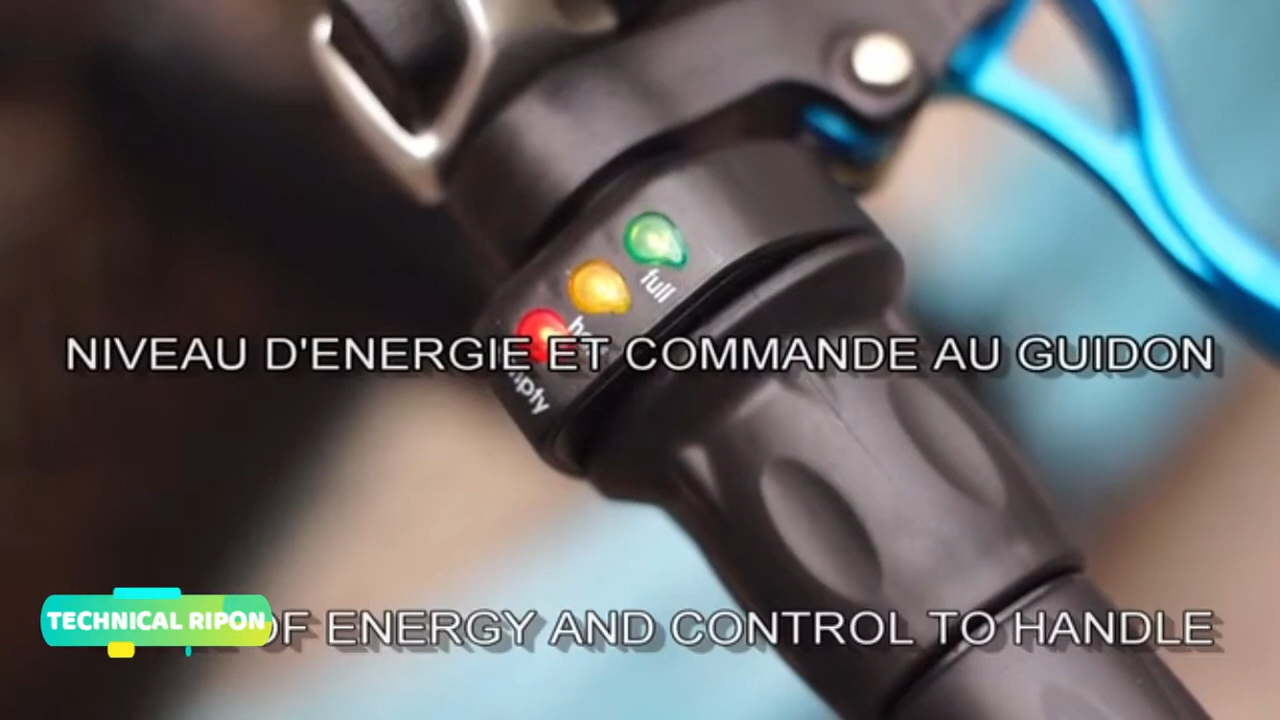 full
NIVEAU D'ENERGIE ET COMMANDE AU GUIDON
TECHNICAL RIPON
OF ENERGY AND CONTROL TO HANDLE